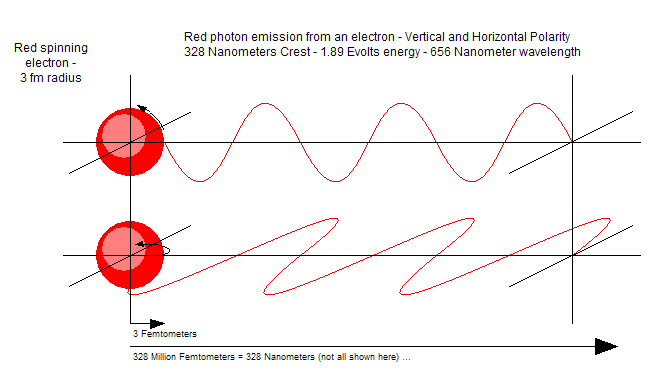 Red photon emission from an electron - Vertical and Horizontal Polarity
328 Nanometers Crest - 1.89 Evolts energy - 656 Nanometer wavelength
Red spinning
electron -
3 fm radius
3 Femtometers
328 Million Femtometers = 328 Nanometers (not all shown here) ...